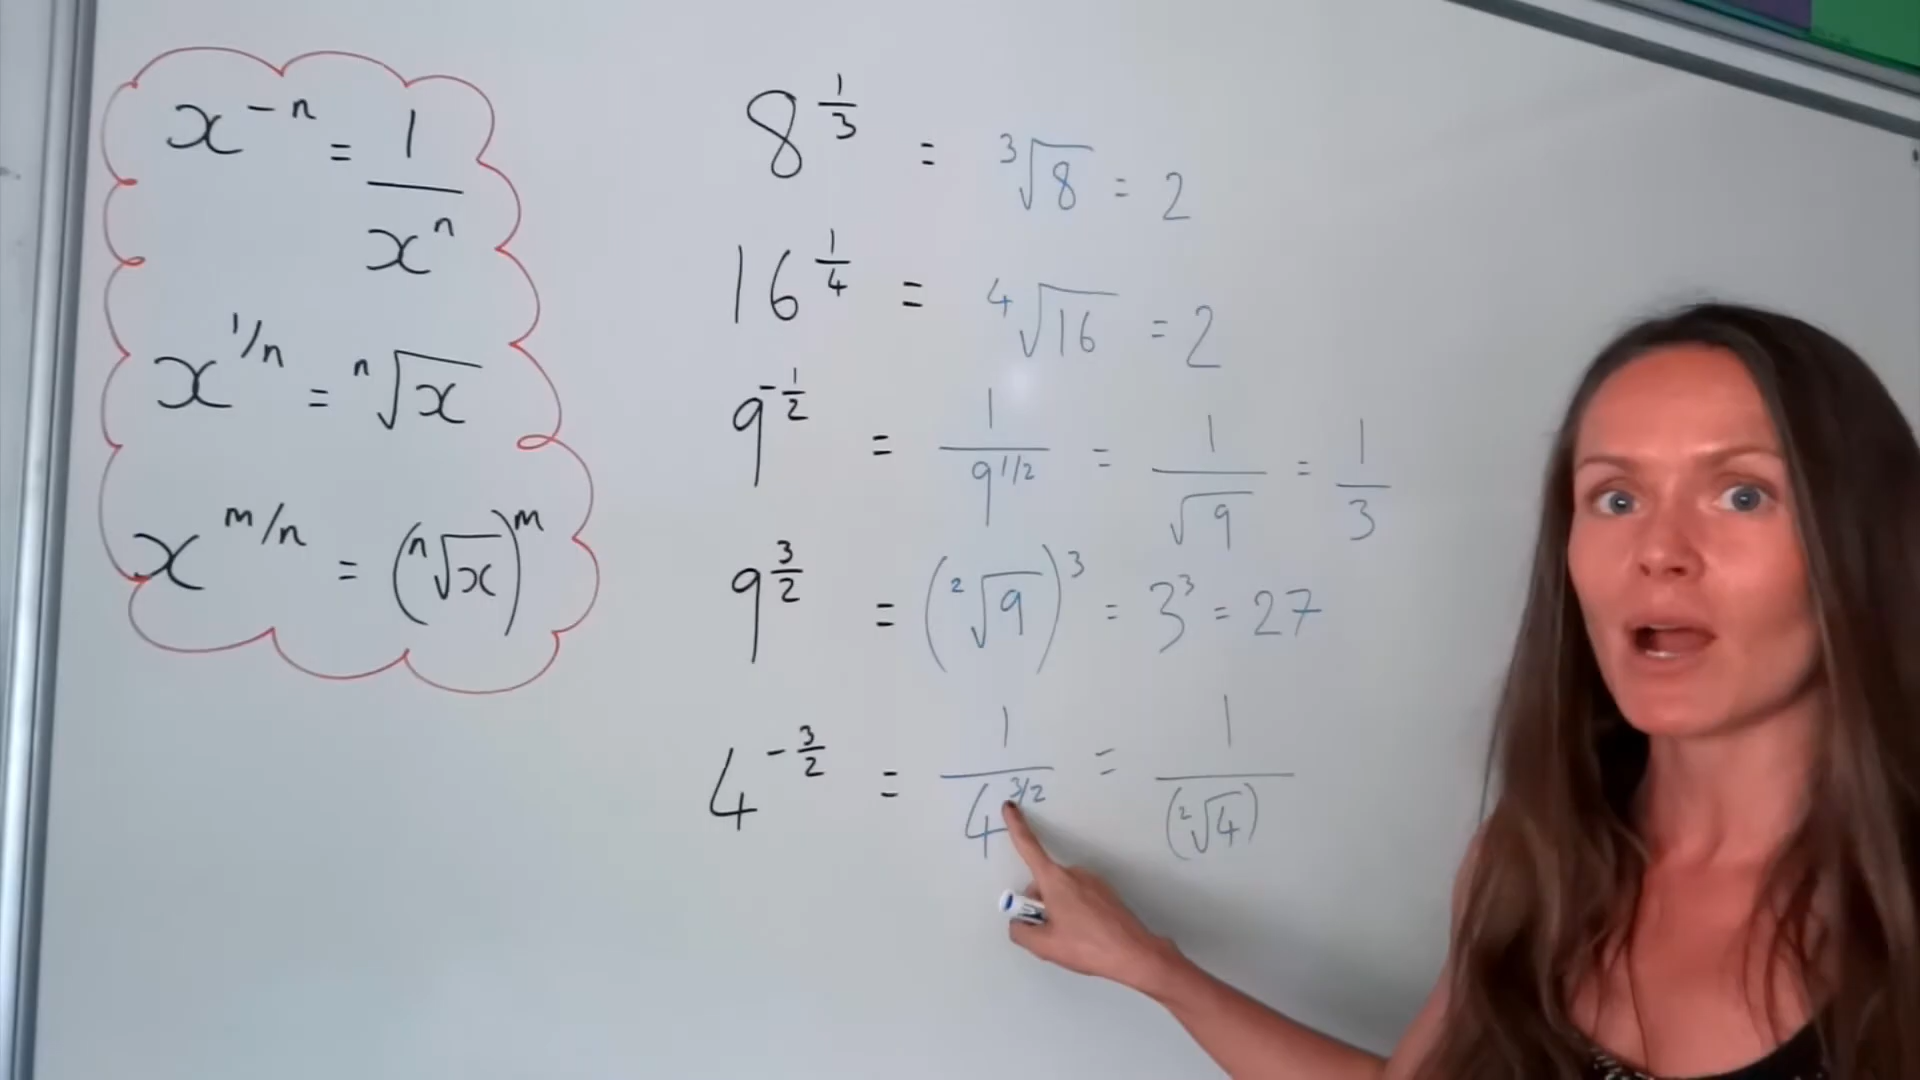 x^{-n} = 1/x^n
x^{1/n} = ⁿ√x
x^{m/n} = (ⁿ√x)^m
8^{1/3} = ³√8 = 2
16^{1/4} = ⁴√16 = 2
9^{-1/2} = 1/9^{1/2} = 1/√9 = 1/3
9^{3/2} = (²√9)^3 = 3^3 = 27
4^{-3/2} = 1/4^{3/2} = 1/(²√4)